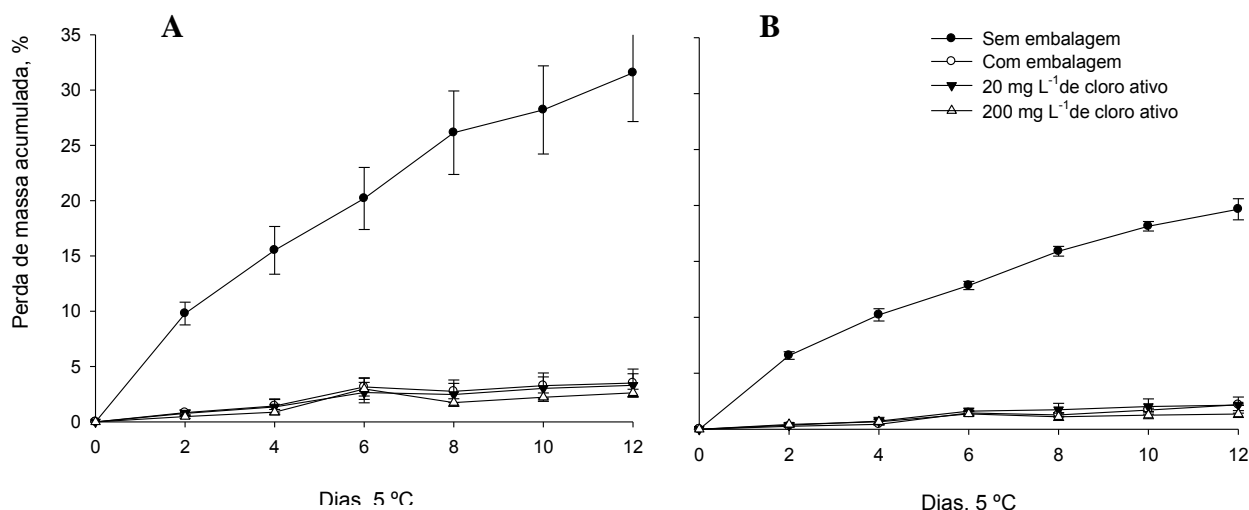 A
B
Perda de massa acumulada, %
35
30
25
20
15
10
5
0
0 2 4 6 8 10 12
Dias, 5 ºC
Sem embalagem
Com embalagem
20 mg L⁻¹de cloro ativo
200 mg L⁻¹de cloro ativo
0 2 4 6 8 10 12
Dias, 5 ºC